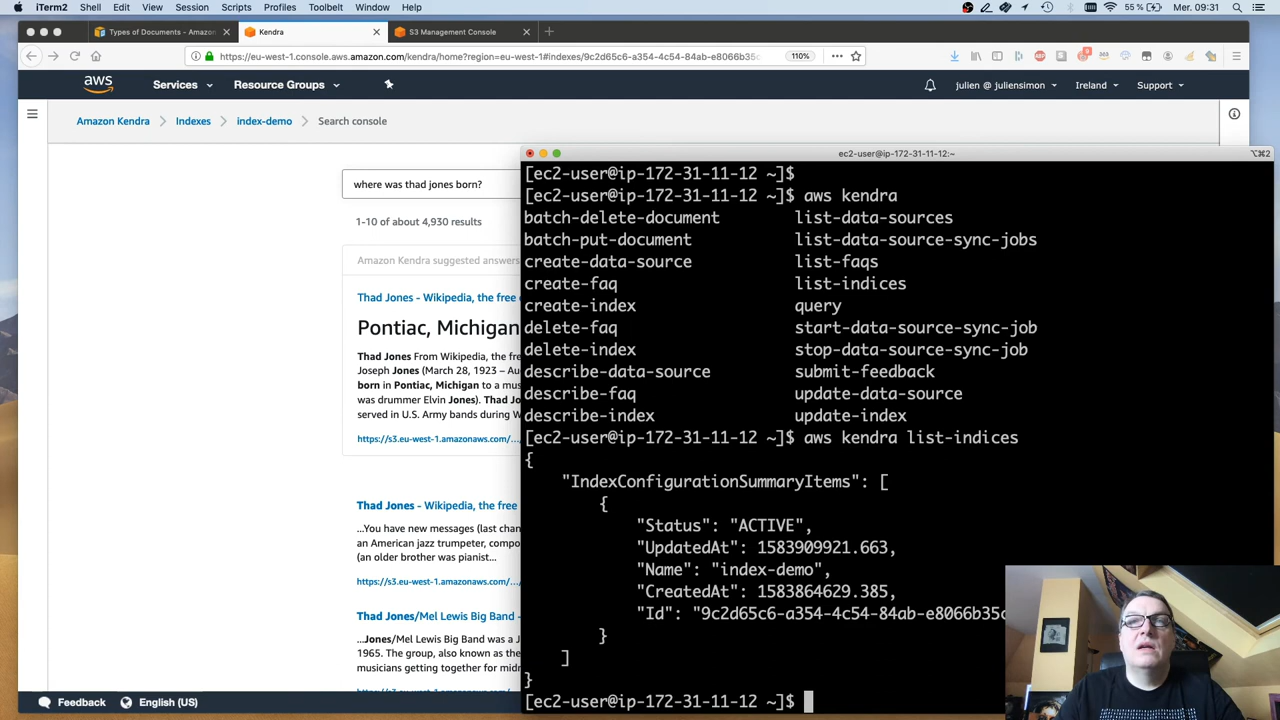 iTerm2 Shell Edit View Session Scripts Profiles Toolbelt Window Help
55 % Mer. 09:31
Types of Documents - Amazon
Kendra
S3 Management Console
https://eu-west-1.console.aws.amazon.com/kendra/home?region=eu-west-1#indexes/9c2d65c6-a354-4c54-84ab-e8066b35c
110%
aws
Services
Resource Groups
julien @ juliensimon
Ireland
Support
Amazon Kendra
Indexes
index-demo
Search console
where was thad jones born?
1-10 of about 4,930 results
Amazon Kendra suggested answers
Thad Jones - Wikipedia, the free
Pontiac, Michigan
Thad Jones From Wikipedia, the fre
Joseph Jones (March 28, 1923 – Au
born in Pontiac, Michigan to a mus
was drummer Elvin Jones). Thad Jo
served in U.S. Army bands during W
https://s3.eu-west-1.amazonaws.com/...
Thad Jones - Wikipedia, the free
...You have new messages (last chan
an American jazz trumpeter, compo
(an older brother was pianist...
https://s3.eu-west-1.amazonaws.com/...
Thad Jones/Mel Lewis Big Band -
...Jones/Mel Lewis Big Band was a J
1965. The group, also known as the
musicians getting together for midn
Feedback
English (US)
ec2-user@ip-172-31-11-12:~
⌥⌘2
[ec2-user@ip-172-31-11-12 ~]$
[ec2-user@ip-172-31-11-12 ~]$ aws kendra
batch-delete-document list-data-sources
batch-put-document list-data-source-sync-jobs
create-data-source list-faqs
create-faq list-indices
create-index query
delete-faq start-data-source-sync-job
delete-index stop-data-source-sync-job
describe-data-source submit-feedback
describe-faq update-data-source
describe-index update-index
[ec2-user@ip-172-31-11-12 ~]$ aws kendra list-indices
{
"IndexConfigurationSummaryItems": [
{
"Status": "ACTIVE",
"UpdatedAt": 1583909921.663,
"Name": "index-demo",
"CreatedAt": 1583864629.385,
"Id": "9c2d65c6-a354-4c54-84ab-e8066b35c
}
]
}
[ec2-user@ip-172-31-11-12 ~]$